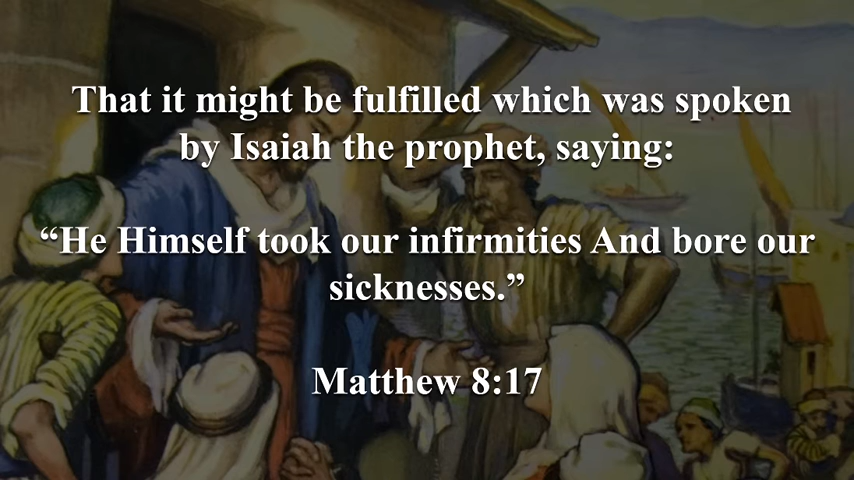 That it might be fulfilled which was spoken
by Isaiah the prophet, saying:
“He Himself took our infirmities And bore our
sicknesses.”
Matthew 8:17